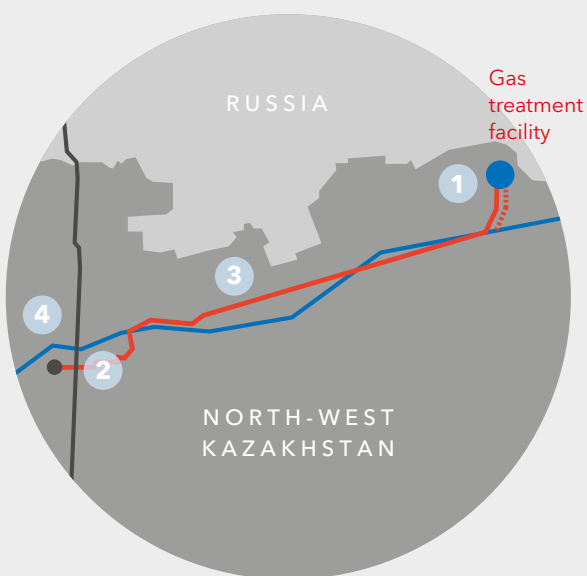 RUSSIA
Gas
treatment
facility
1
3
4
2
NORTH-WEST
KAZAKHSTAN